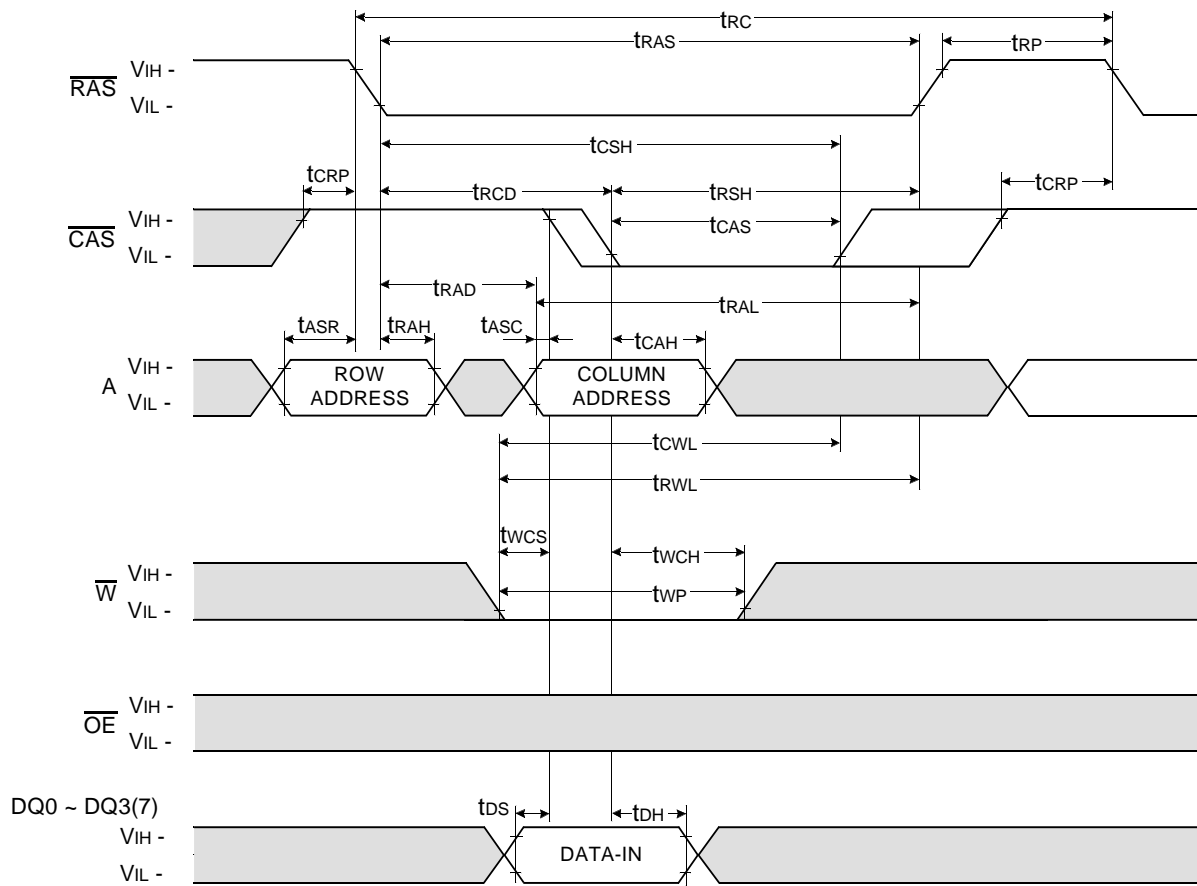 tRC
tRAS
tRP
RAS
VIH -
VIL -
tCSH
tCRP
tRCD
tRSH
tCRP
CAS
VIH -
VIL -
tCAS
tRAD
tRAL
tASR
tRAH
tASC
tCAH
A
VIH -
VIL -
ROW
ADDRESS
COLUMN
ADDRESS
tCWL
tRWL
tWCS
tWCH
W
VIH -
VIL -
tWP
OE
VIH -
VIL -
DQ0 ~ DQ3(7)
tDS
tDH
VIH -
VIL -
DATA-IN